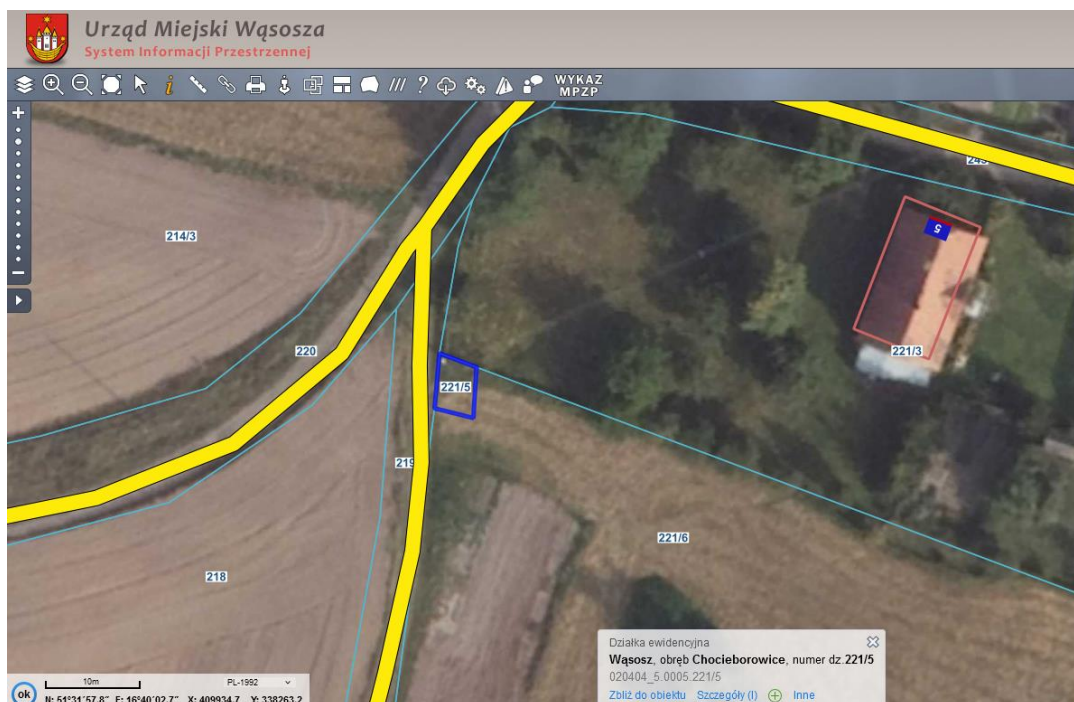 Urząd Miejski Wąsosza
System Informacji Przestrzennej
i
?
WYKAZ
MPZP
243
5
214/3
220
221/3
221/5
219
221/6
218
Działka ewidencyjna
Wąsosz, obręb Chocieborowice, numer dz.221/5
020404_5.0005.221/5
Zbliż do obiektu Szczegóły (I) Inne
10m
PL-1992
ok
N: 51°31'57.8" E: 16°40'02.7" X: 409934.7 Y: 338263.2